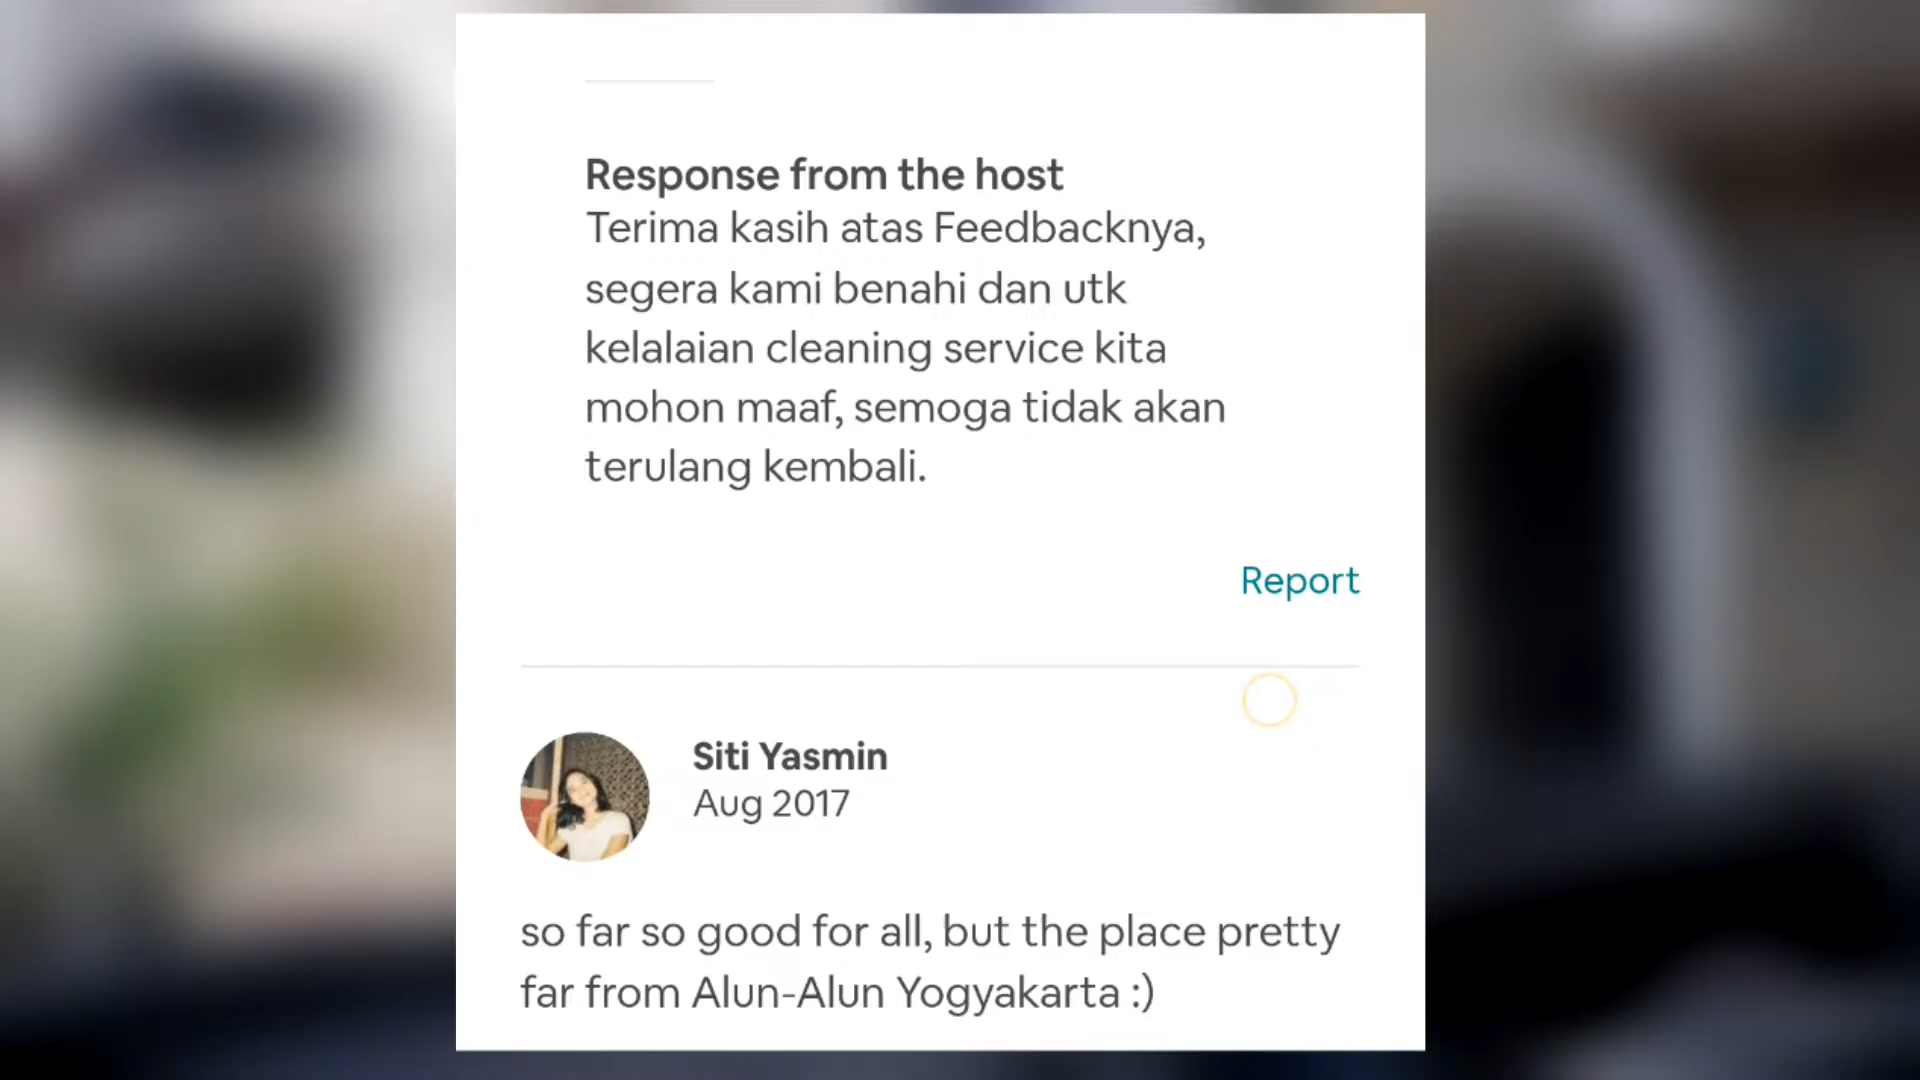 Response from the host
Terima kasih atas Feedbacknya,
segera kami benahi dan utk
kelalaian cleaning service kita
mohon maaf, semoga tidak akan
terulang kembali.
Report
Siti Yasmin
Aug 2017
so far so good for all, but the place pretty
far from Alun-Alun Yogyakarta :)